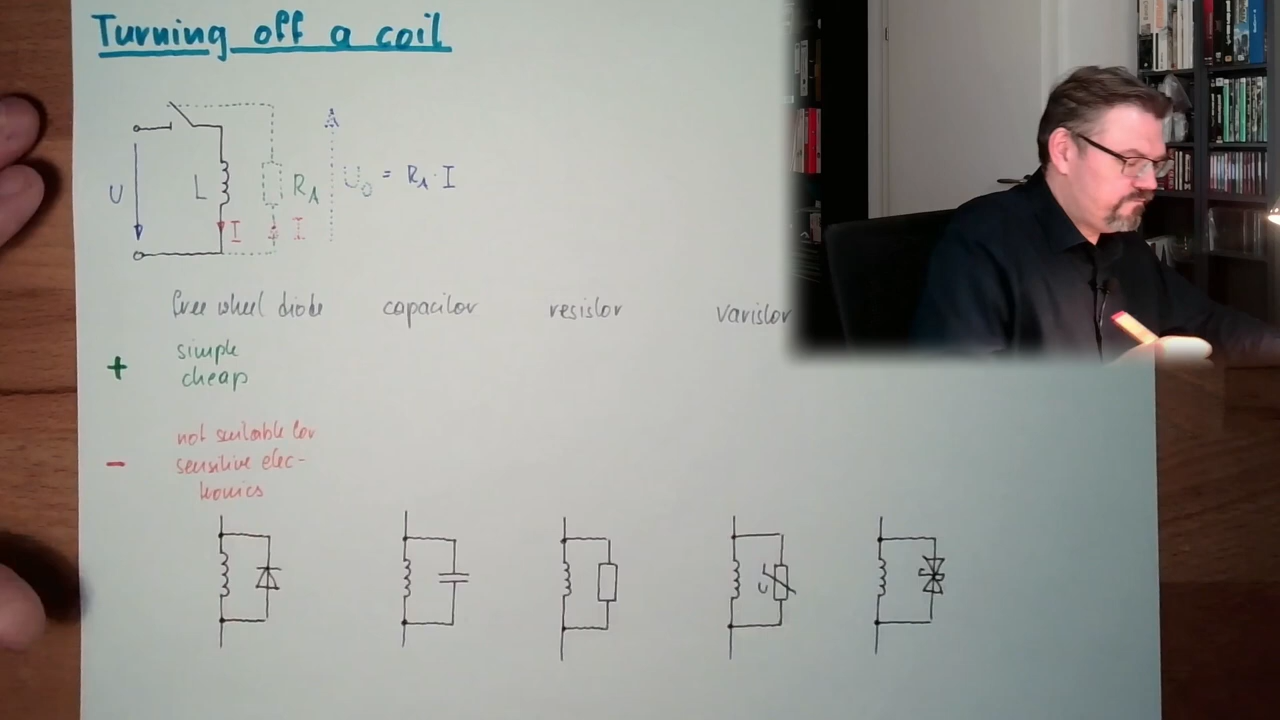 Turning off a coil
U
L
I
R_A
I
U_0 = R_A · I
free wheel diode
capacitor
resistor
varistor
+
simple
cheap
-
not suitable for
sensitive elec-
tronics
U